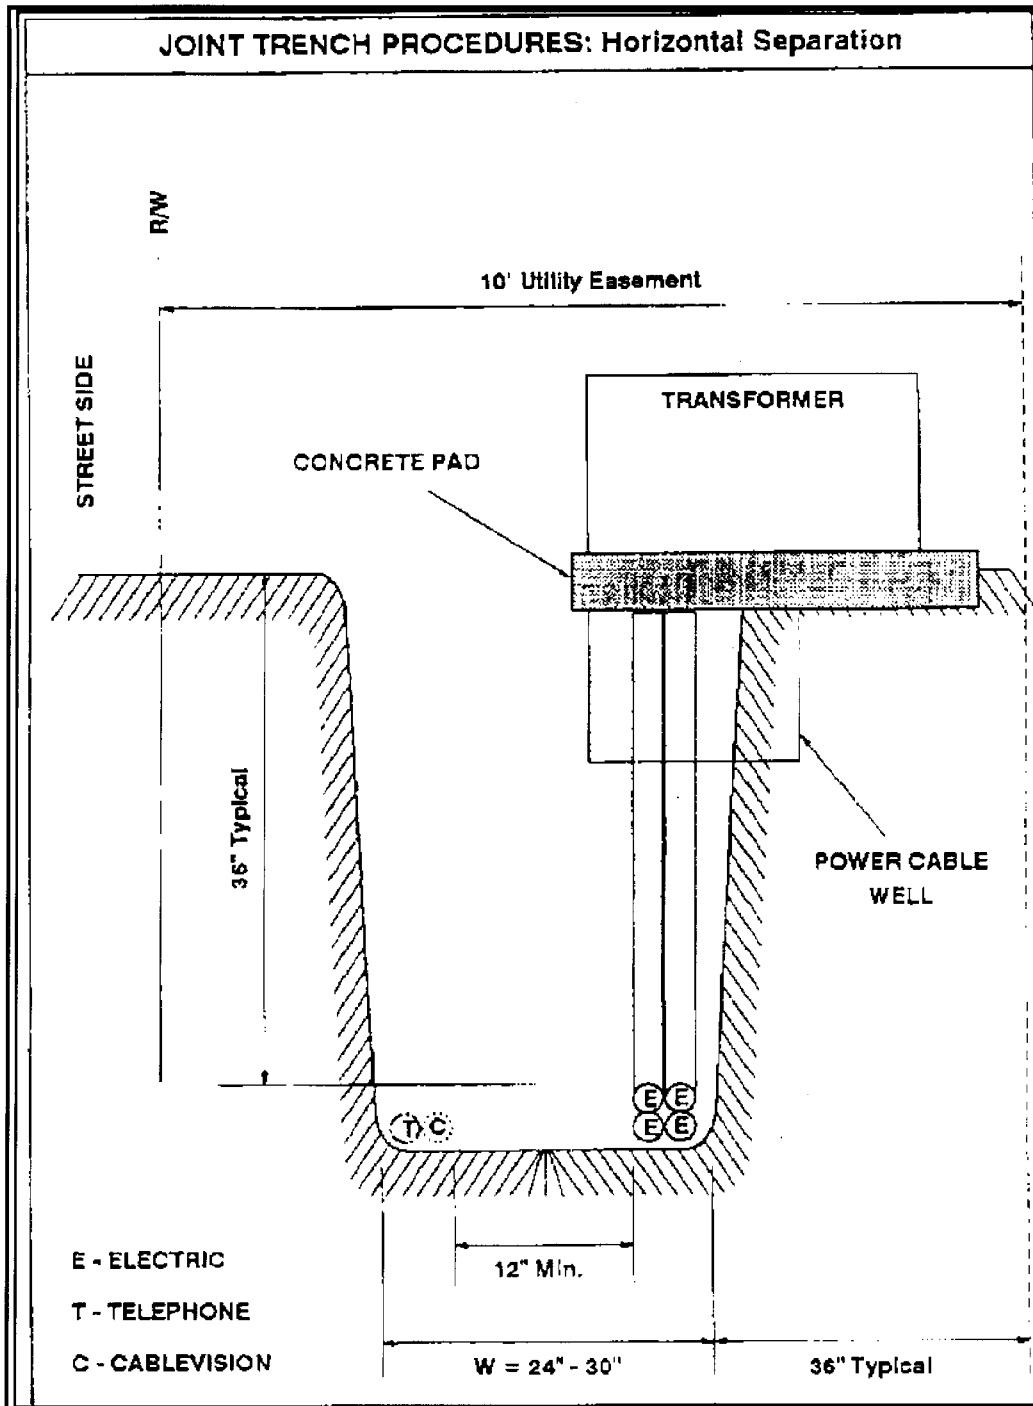 JOINT TRENCH PROCEDURES: Horizontal Separation
R/W
10' Utility Easement
STREET SIDE
TRANSFORMER
CONCRETE PAD
36" Typical
POWER CABLE
WELL
E E
T C E E
12" Min.
E - ELECTRIC
T - TELEPHONE
C - CABLEVISION
W = 24" - 30"
36" Typical